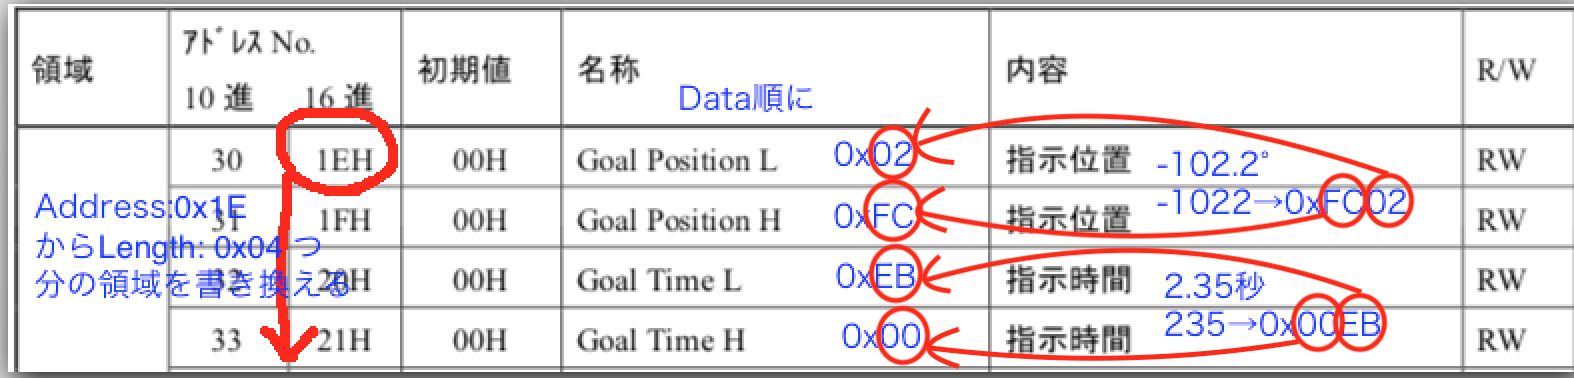 領域 アドレス No. 初期値 名称 内容 R/W
10 進 16 進
Data順に
30 1EH 00H Goal Position L 0x02 指示位置 -102.2° RW
31 1FH 00H Goal Position H 0xFC 指示位置 -1022→0xFC02 RW
32 20H 00H Goal Time L 0xEB 指示時間 2.35秒 RW
33 21H 00H Goal Time H 0x00 指示時間 235→0x00EB RW
Address:0x1E
からLength: 0x04 つ
分の領域を書き換える